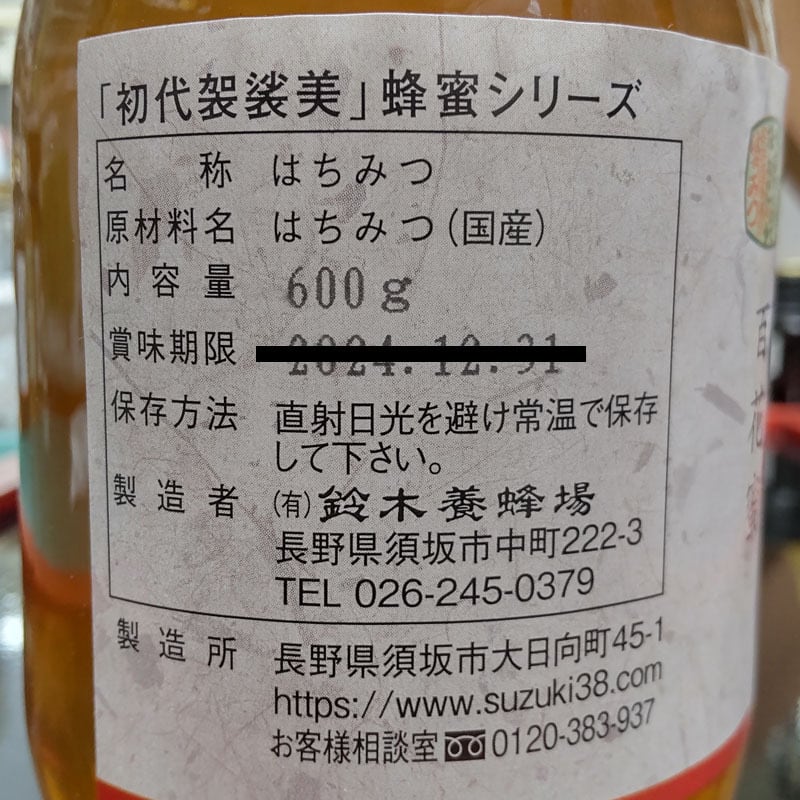 「初代袈裟美」蜂蜜シリーズ
名称 はちみつ
原材料名 はちみつ(国産)
内容量 600g
賞味期限 2024.12.31
保存方法 直射日光を避け常温で保存
して下さい。
製造者 (有)鈴木養蜂場
長野県須坂市中町222-3
TEL 026-245-0379
製造所 長野県須坂市大日向町45-1
https://www.suzuki38.com
お客様相談室 0120-383-937
百花蜜